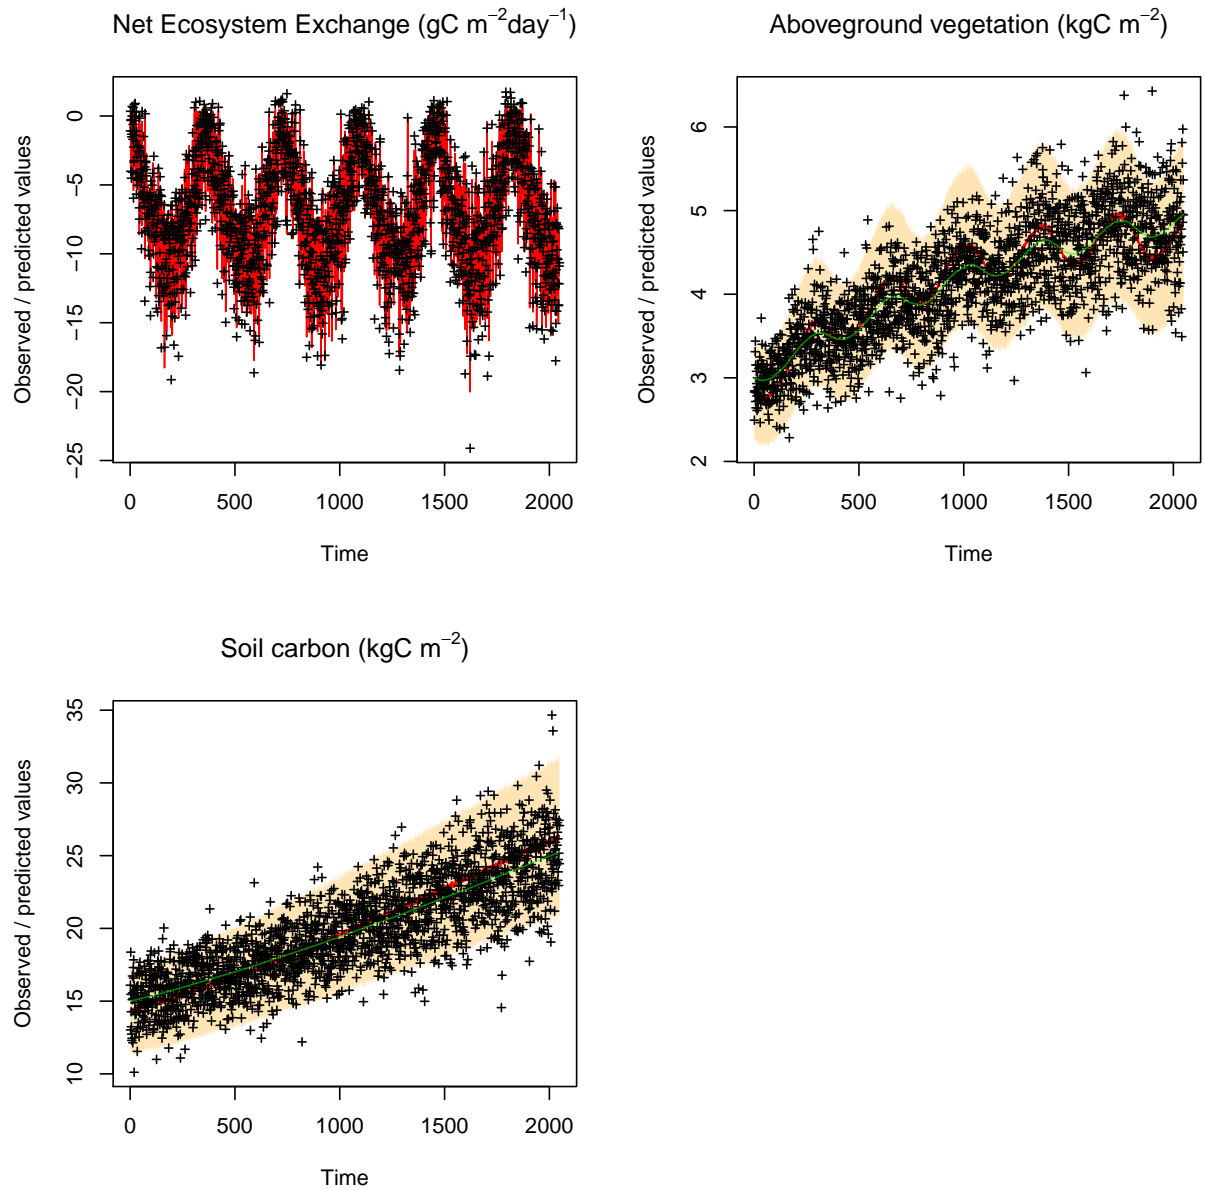 Net Ecosystem Exchange (gC m⁻²day⁻¹)
Observed / predicted values
0
−5
−10
−15
−20
−25
0 500 1000 1500 2000
Time
Aboveground vegetation (kgC m⁻²)
Observed / predicted values
6
5
4
3
2
0 500 1000 1500 2000
Time
Soil carbon (kgC m⁻²)
Observed / predicted values
35
30
25
20
15
10
0 500 1000 1500 2000
Time